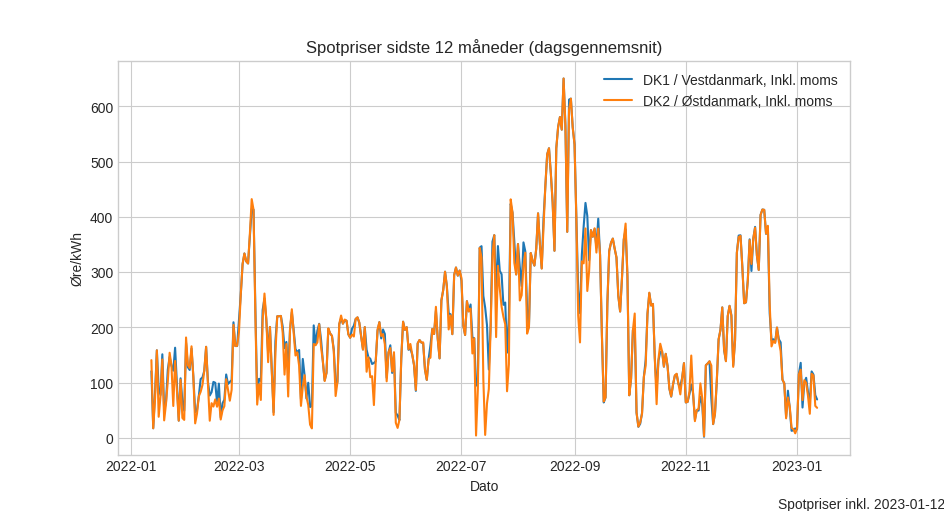 Spotpriser sidste 12 måneder (dagsgennemsnit)
DK1 / Vestdanmark, Inkl. moms
DK2 / Østdanmark, Inkl. moms
Øre/kWh
600
500
400
300
200
100
0
2022-01 2022-03 2022-05 2022-07 2022-09 2022-11 2023-01
Dato
Spotpriser inkl. 2023-01-12